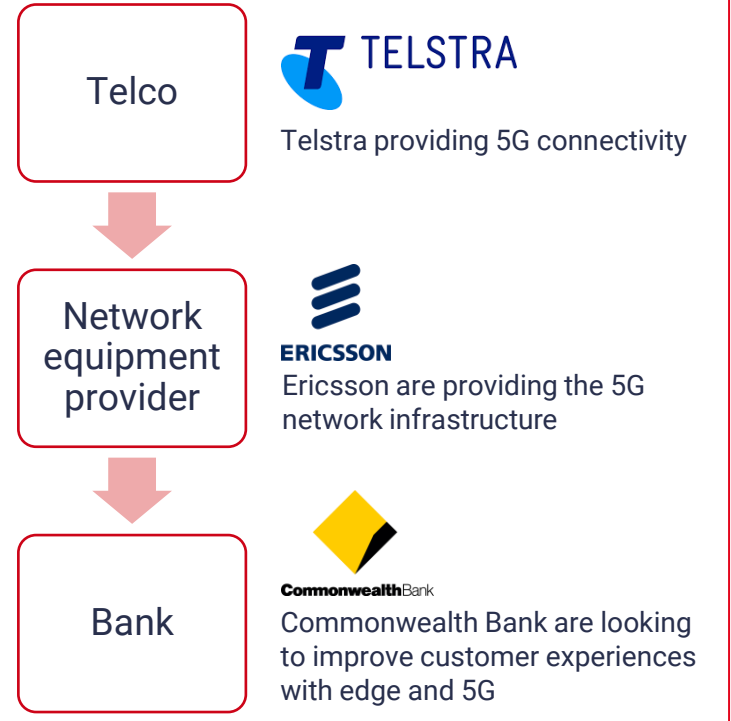 Telco
TELSTRA
Telstra providing 5G connectivity
Network
equipment
provider
ERICSSON
Ericsson are providing the 5G
network infrastructure
Bank
CommonwealthBank
Commonwealth Bank are looking
to improve customer experiences
with edge and 5G